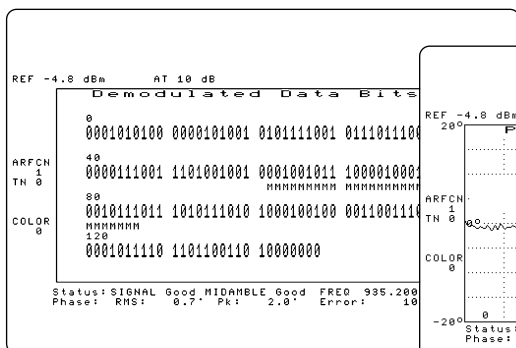 REF -4.8 dBm AT 10 dB
Demodulated Data Bits
0
0001010100 0000101001 0101111001 0111011100
40
0000111001 1101001001 0001001011 1000010001
MMMMMMMMM MMMMMMMMM
80
0010111011 1010111010 1000100100 0011001110
MMMMMMM
120
0001011110 1101100110 10000000
ARFCN
1
TN 0
COLOR
0
Status: SIGNAL Good MIDAMBLE Good FREQ 935.200
Phase: RMS: 0.7° Pk: 2.0° Error: 10
REF -4.8 dBm
20° P
ARFCN
1
TN 0
0°
COLOR
0
-20° 0
Status:
Phase: